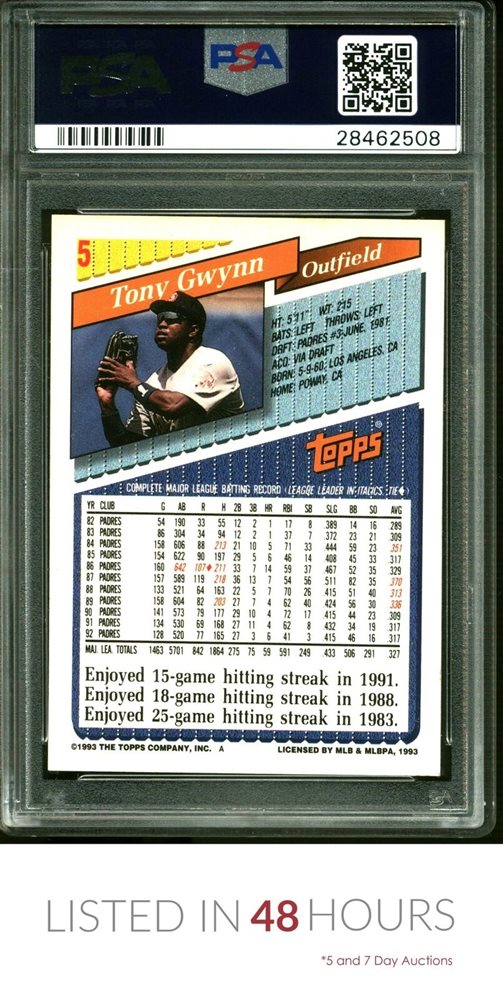 PSA
PSA
28462508
5
Tony Gwynn
Outfield
HT: 5'11" WT: 215
BATS: LEFT THROWS: LEFT
DRFT: PADRES #3-JUNE, 1981
ACQ: VIA DRAFT
BORN: 5-9-60, LOS ANGELES, CA
HOME: POWAY, CA
TOPPS®
COMPLETE MAJOR LEAGUE BATTING RECORD (LEAGUE LEADER IN ITALICS, TIE♦)
YR CLUB G AB R H 2B 3B HR RBI SB SLG BB SO AVG
82 PADRES 54 190 33 55 12 2 1 17 8 .389 14 16 .289
83 PADRES 86 304 34 94 12 2 1 37 7 .372 23 21 .309
84 PADRES 158 606 88 213 21 10 5 71 33 .444 59 23 .351
85 PADRES 154 622 90 197 29 5 6 46 14 .408 45 33 .317
86 PADRES 160 642 107♦ 211 33 7 14 59 37 .467 52 35 .329
87 PADRES 157 589 119 218 36 13 7 54 56 .511 82 35 .370
88 PADRES 133 521 64 163 22 5 7 70 26 .415 51 40 .313
89 PADRES 158 604 82 203 27 7 4 62 40 .424 56 30 .336
90 PADRES 141 573 79 177 29 10 4 72 17 .415 44 23 .309
91 PADRES 134 530 69 168 27 11 4 62 8 .432 34 19 .317
92 PADRES 128 520 77 165 27 3 6 41 3 .415 46 16 .317
MAJ. LEA. TOTALS 1463 5701 842 1864 275 75 59 591 249 .433 506 291 .327
Enjoyed 15-game hitting streak in 1991.
Enjoyed 18-game hitting streak in 1988.
Enjoyed 25-game hitting streak in 1983.
©1993 THE TOPPS COMPANY, INC. A LICENSED BY MLB & MLBPA, 1993
LISTED IN 48 HOURS
*5 and 7 Day Auctions